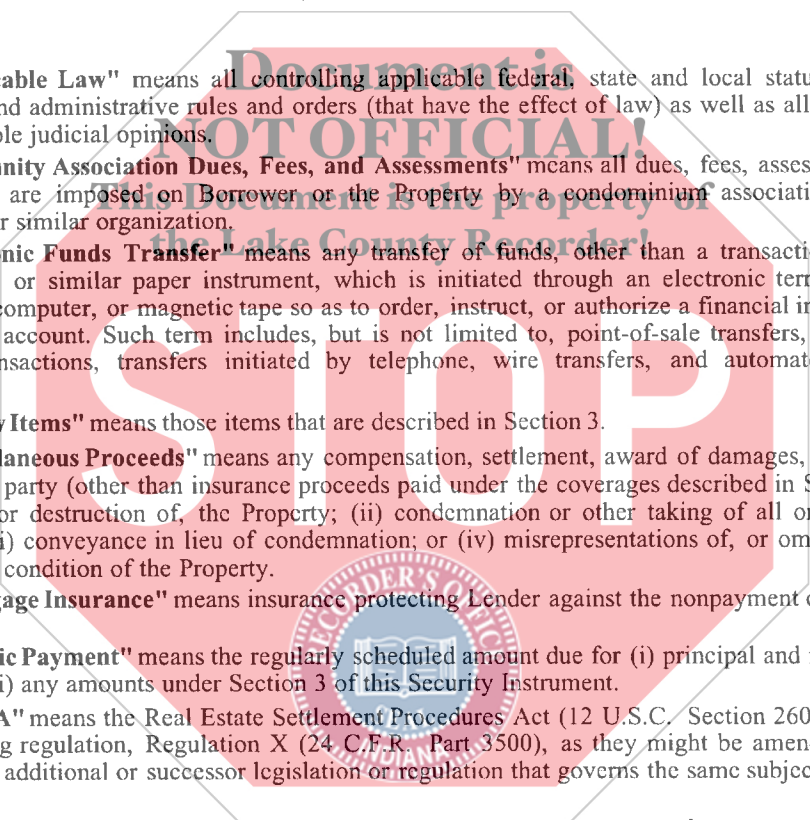 Document is
NOT OFFICIAL!
This Document is the property of
the Lake County Recorder!
STOP
RECORDER'S OFFICE
INDIANA
able Law" means all controlling applicable federal, state and local statu
nd administrative rules and orders (that have the effect of law) as well as all
ble judicial opinions.
nity Association Dues, Fees, and Assessments" means all dues, fees, asses
are imposed on Borrower or the Property by a condominium associati
r similar organization.
nic Funds Transfer" means any transfer of funds, other than a transacti
or similar paper instrument, which is initiated through an electronic ter
computer, or magnetic tape so as to order, instruct, or authorize a financial i
account. Such term includes, but is not limited to, point-of-sale transfers,
nsactions, transfers initiated by telephone, wire transfers, and automat
Items" means those items that are described in Section 3.
laneous Proceeds" means any compensation, settlement, award of damages,
party (other than insurance proceeds paid under the coverages described in S
or destruction of, the Property; (ii) condemnation or other taking of all o
i) conveyance in lieu of condemnation; or (iv) misrepresentations of, or om
condition of the Property.
age Insurance" means insurance protecting Lender against the nonpayment
ic Payment" means the regularly scheduled amount due for (i) principal and
i) any amounts under Section 3 of this Security Instrument.
A" means the Real Estate Settlement Procedures Act (12 U.S.C. Section 260
g regulation, Regulation X (24 C.F.R. Part 3500), as they might be amen
additional or successor legislation or regulation that governs the same subjec